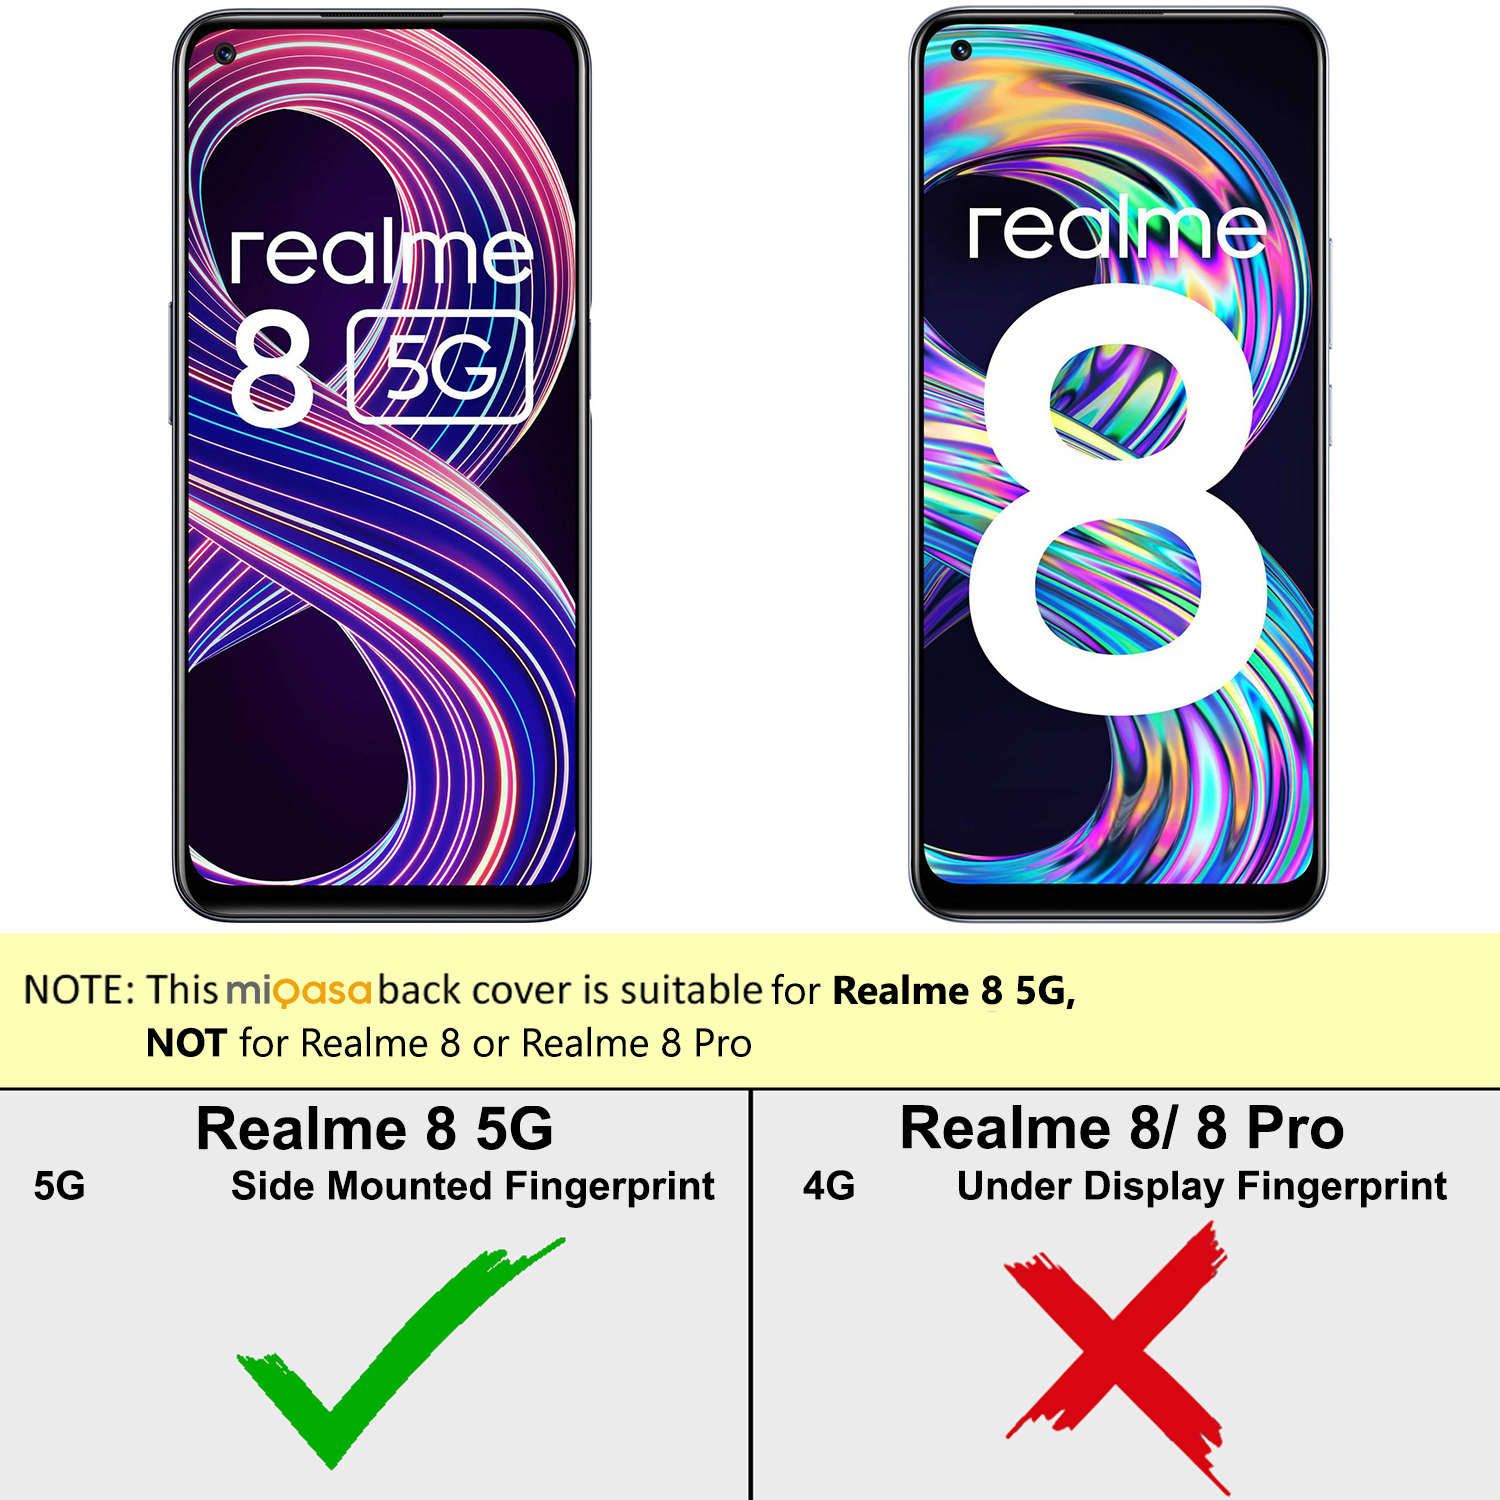 realme
8 5G
realme
8
NOTE: This miQasa back cover is suitable for Realme 8 5G,
NOT for Realme 8 or Realme 8 Pro
Realme 8 5G
5G Side Mounted Fingerprint
Realme 8/ 8 Pro
4G Under Display Fingerprint